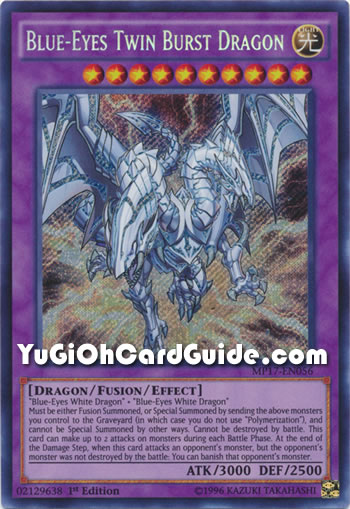 BLUE-EYES TWIN BURST DRAGON
LIGHT
光
YuGiOhCardGuide.com
MP17-EN056
[DRAGON/FUSION/EFFECT]
"Blue-Eyes White Dragon" + "Blue-Eyes White Dragon"
Must be either Fusion Summoned, or Special Summoned by sending the above monsters
you control to the Graveyard (in which case you do not use "Polymerization"), and
cannot be Special Summoned by other ways. Cannot be destroyed by battle. This
card can make up to 2 attacks on monsters during each Battle Phase. At the end of
the Damage Step, when this card attacked an opponent's monster, but the opponent's
monster was not destroyed by the battle: You can banish that opponent's monster.
ATK/3000 DEF/2500
02129638 1st Edition ©1996 KAZUKI TAKAHASHI